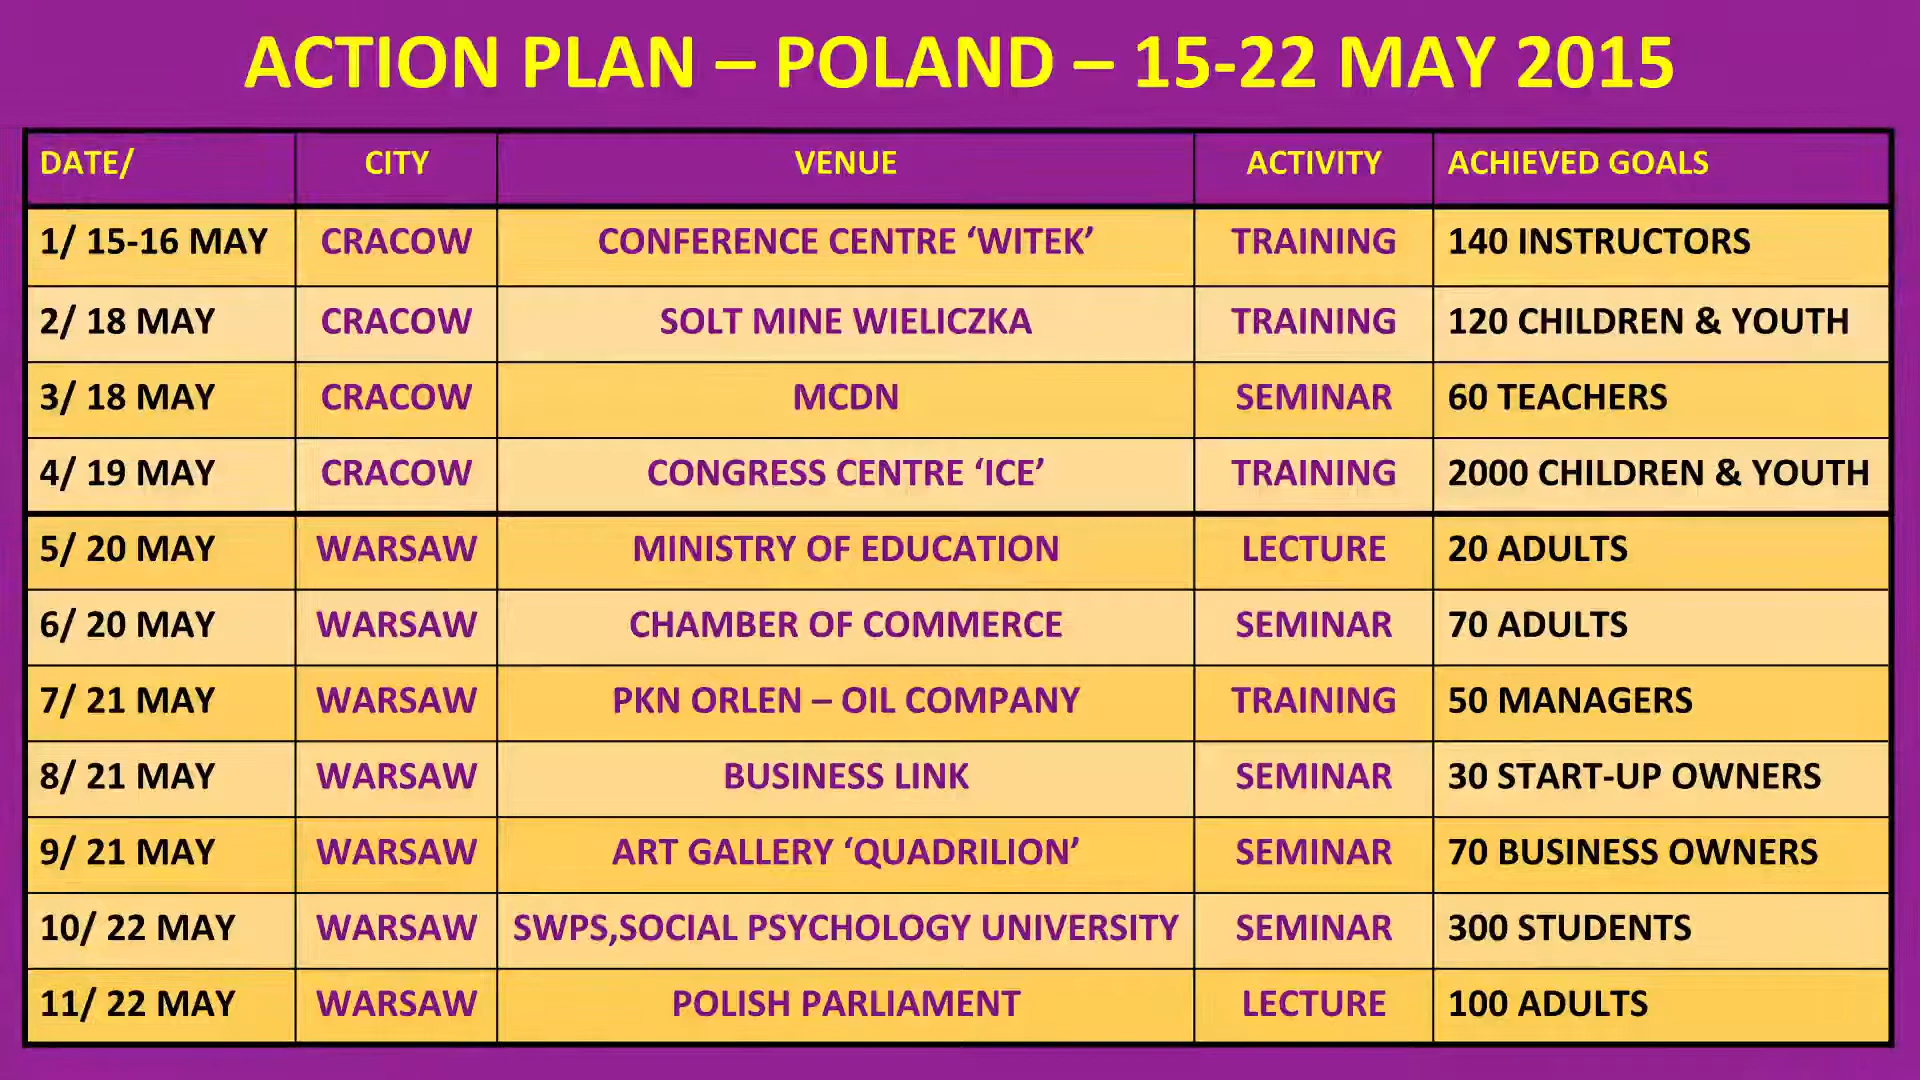 ACTION PLAN – POLAND – 15-22 MAY 2015
DATE/ CITY VENUE ACTIVITY ACHIEVED GOALS
1/ 15-16 MAY CRACOW CONFERENCE CENTRE ‘WITEK’ TRAINING 140 INSTRUCTORS
2/ 18 MAY CRACOW SOLT MINE WIELICZKA TRAINING 120 CHILDREN & YOUTH
3/ 18 MAY CRACOW MCDN SEMINAR 60 TEACHERS
4/ 19 MAY CRACOW CONGRESS CENTRE ‘ICE’ TRAINING 2000 CHILDREN & YOUTH
5/ 20 MAY WARSAW MINISTRY OF EDUCATION LECTURE 20 ADULTS
6/ 20 MAY WARSAW CHAMBER OF COMMERCE SEMINAR 70 ADULTS
7/ 21 MAY WARSAW PKN ORLEN – OIL COMPANY TRAINING 50 MANAGERS
8/ 21 MAY WARSAW BUSINESS LINK SEMINAR 30 START-UP OWNERS
9/ 21 MAY WARSAW ART GALLERY ‘QUADRILION’ SEMINAR 70 BUSINESS OWNERS
10/ 22 MAY WARSAW SWPS,SOCIAL PSYCHOLOGY UNIVERSITY SEMINAR 300 STUDENTS
11/ 22 MAY WARSAW POLISH PARLIAMENT LECTURE 100 ADULTS